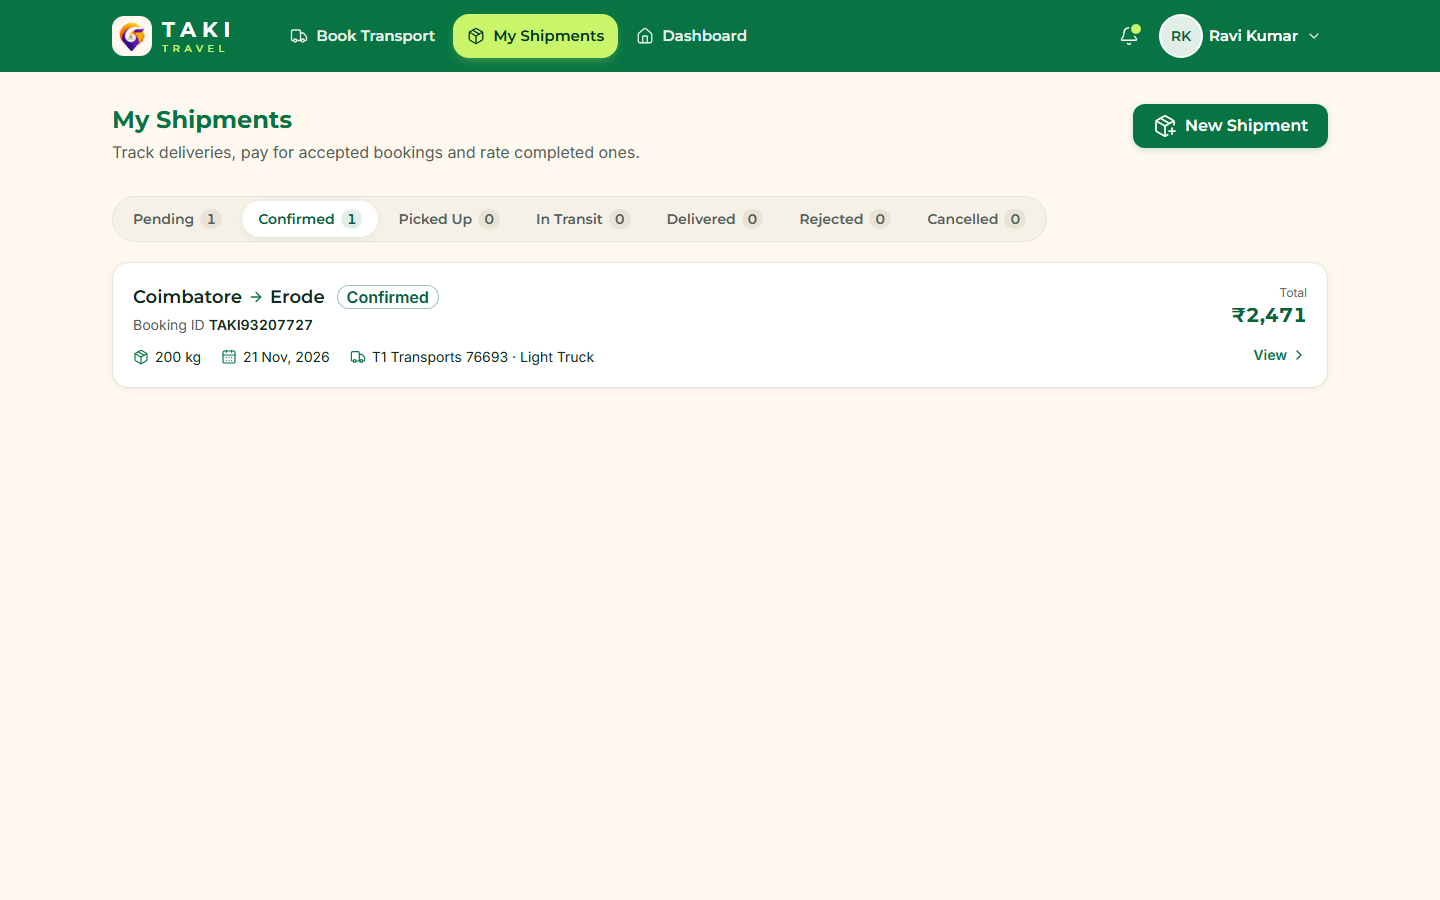 TAKI
TRAVEL
Book Transport
My Shipments
Dashboard
RK
Ravi Kumar
My Shipments
Track deliveries, pay for accepted bookings and rate completed ones.
New Shipment
Pending 1
Confirmed 1
Picked Up 0
In Transit 0
Delivered 0
Rejected 0
Cancelled 0
Coimbatore → Erode Confirmed
Booking ID TAKI93207727
200 kg 21 Nov, 2026 T1 Transports 76693 · Light Truck
Total
₹2,471
View